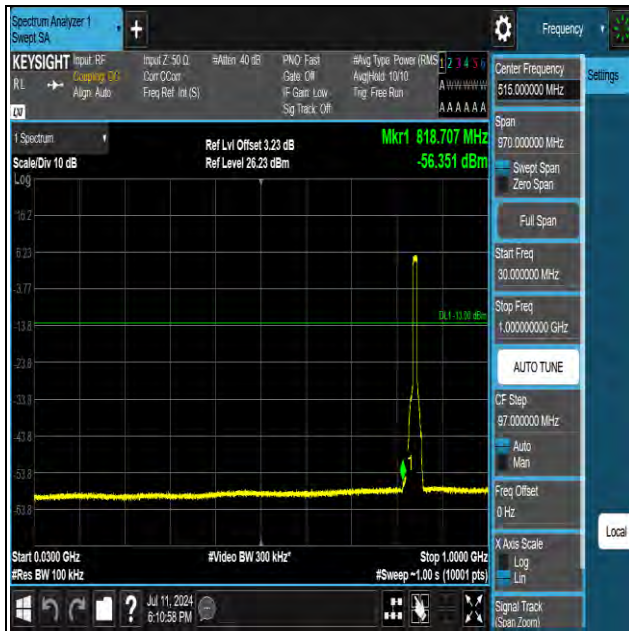 Spectrum Analyzer 1
Swept SA
+
Frequency
KEYSIGHT Input: RF Input Z: 50 Ω #Atten: 40 dB PNO: Fast #Avg Type: Power (RMS 1 2 3 4 5 6
RL Coupling: DC Corr CCorr Gate: Off Avg|Hold: 10/10 A W W W W W
Align: Auto Freq Ref: Int (S) IF Gain: Low Trig: Free Run
Sig Track: Off A A A A A A
1 Spectrum
Scale/Div 10 dB
Log
Ref Lvl Offset 3.23 dB
Ref Level 26.23 dBm
Mkr1 818.707 MHz
-56.351 dBm
16.2
6.23
-3.77
DL1 -13.00 dBm
-13.8
-23.8
-33.8
-43.8
-53.8
-63.8
1
Start 0.0300 GHz #Video BW 300 kHz* Stop 1.0000 GHz
#Res BW 100 kHz #Sweep ~1.00 s (10001 pts)
Jul 11, 2024
6:10:58 PM
?
Center Frequency
515.000000 MHz
Span
970.000000 MHz
Swept Span
Zero Span
Full Span
Start Freq
30.000000 MHz
Stop Freq
1.00000000 GHz
AUTO TUNE
CF Step
97.000000 MHz
Auto
Man
Freq Offset
0 Hz
X Axis Scale
Log
Lin
Signal Track
(Span Zoom)
Settings
Local